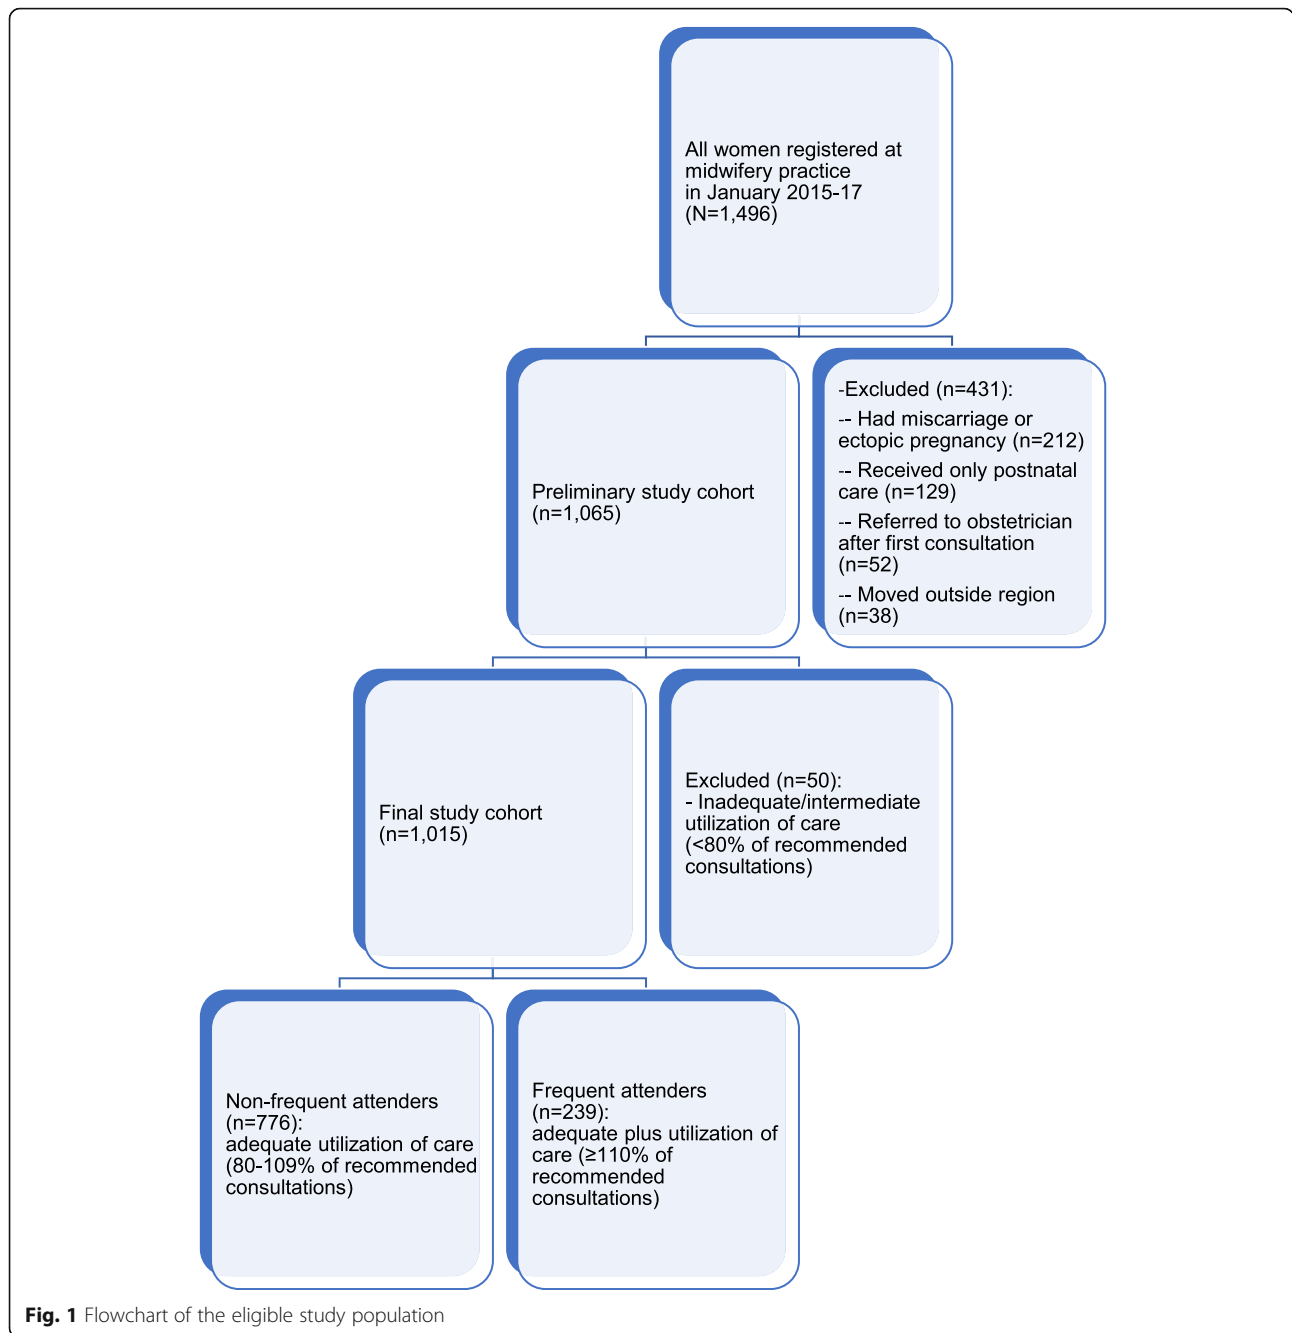 All women registered at
midwifery practice
in January 2015-17
(N=1,496)
Preliminary study cohort
(n=1,065)
-Excluded (n=431):
-- Had miscarriage or
ectopic pregnancy (n=212)
-- Received only postnatal
care (n=129)
-- Referred to obstetrician
after first consultation
(n=52)
-- Moved outside region
(n=38)
Final study cohort
(n=1,015)
Excluded (n=50):
- Inadequate/intermediate
utilization of care
(<80% of recommended
consultations)
Non-frequent attenders
(n=776):
adequate utilization of care
(80-109% of recommended
consultations)
Frequent attenders
(n=239):
adequate plus utilization of
care (≥110% of
recommended
consultations)
Fig. 1 Flowchart of the eligible study population